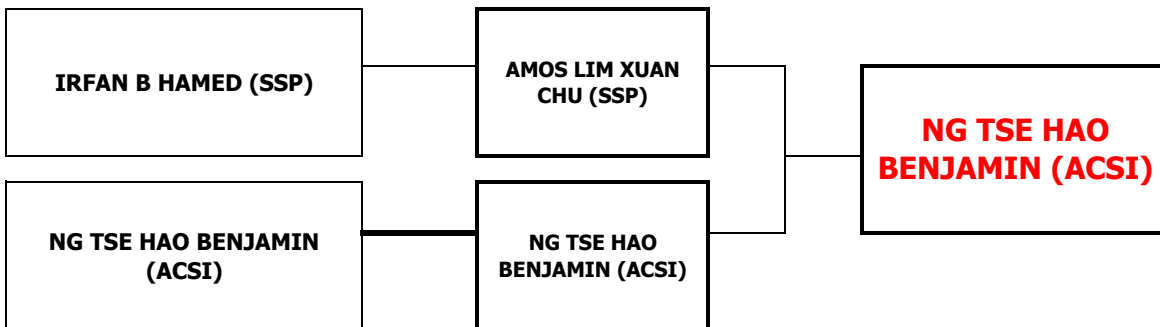 IRFAN B HAMED (SSP)
AMOS LIM XUAN
CHU (SSP)
NG TSE HAO
BENJAMIN (ACSI)
NG TSE HAO BENJAMIN
(ACSI)
NG TSE HAO
BENJAMIN (ACSI)